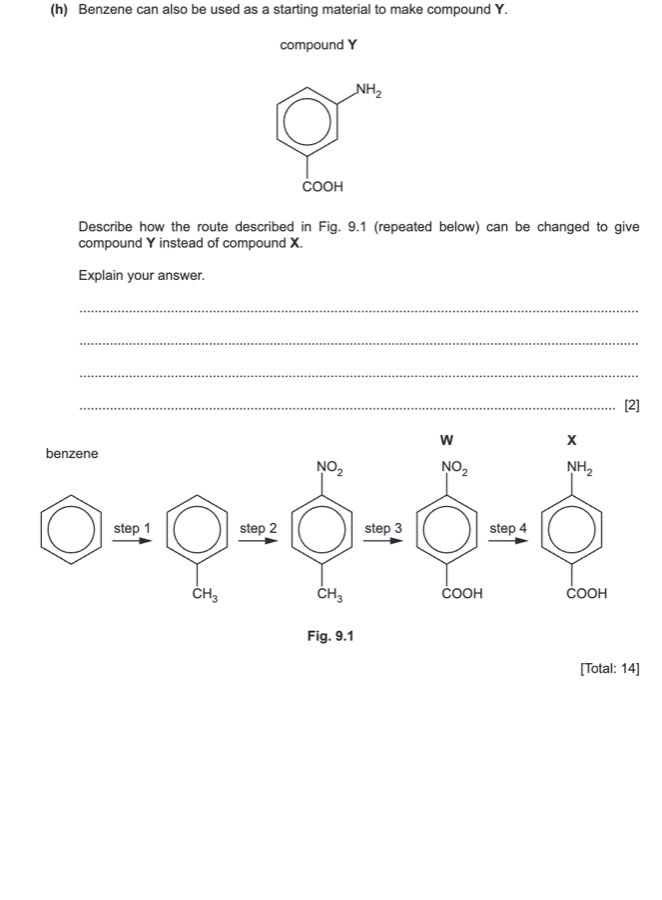 (h) Benzene can also be used as a starting material to make compound Y.
compound Y
NH2
COOH
Describe how the route described in Fig. 9.1 (repeated below) can be changed to give
compound Y instead of compound X.
Explain your answer.
[2]
W X
benzene
NO2 NO2 NH2
step 1 step 2 step 3 step 4
CH3 CH3 COOH COOH
Fig. 9.1
[Total: 14]